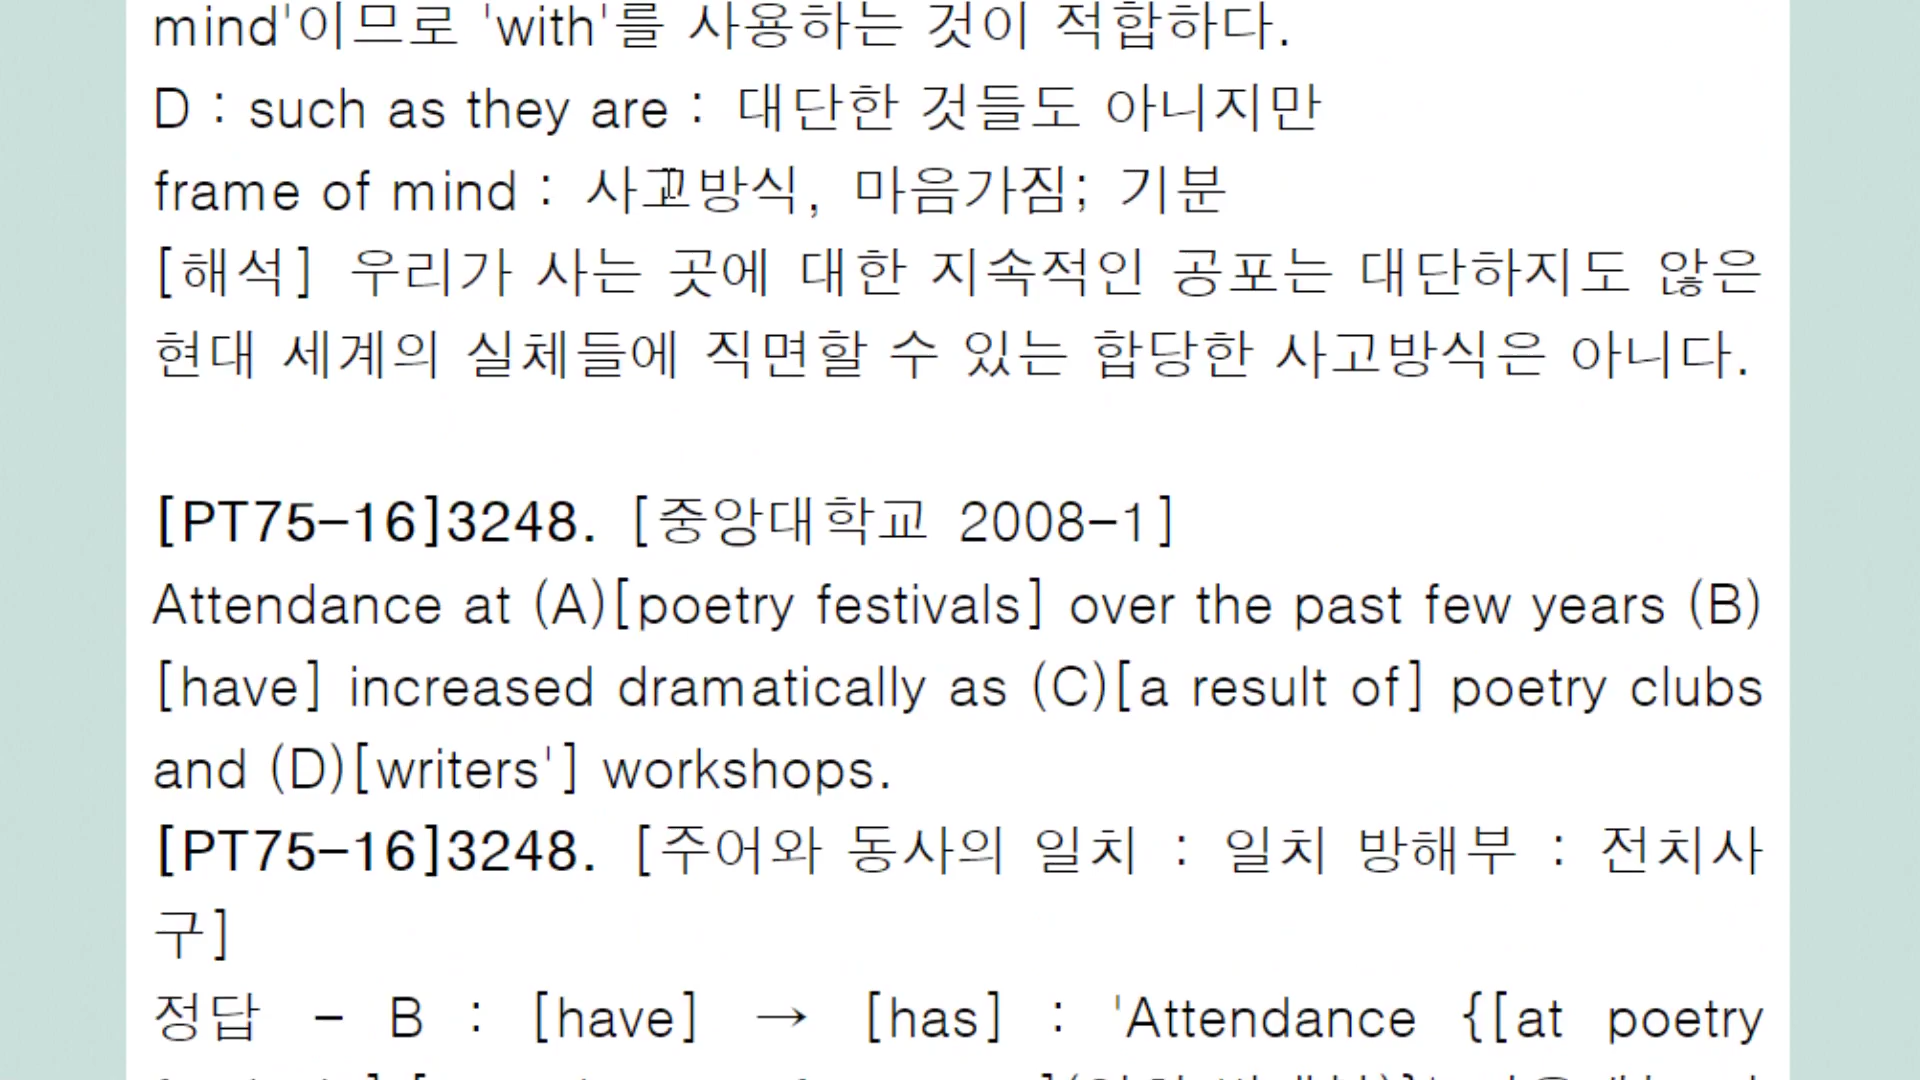 mind'이므로 'with'를 사용하는 것이 적합하다.
D : such as they are : 대단한 것들도 아니지만
frame of mind : 사고방식, 마음가짐; 기분
[해석] 우리가 사는 곳에 대한 지속적인 공포는 대단하지도 않은
현대 세계의 실체들에 직면할 수 있는 합당한 사고방식은 아니다.
[PT75-16]3248. [중앙대학교 2008-1]
Attendance at (A)[poetry festivals] over the past few years (B)
[have] increased dramatically as (C)[a result of] poetry clubs
and (D)[writers'] workshops.
[PT75-16]3248. [주어와 동사의 일치 : 일치 방해부 : 전치사
구]
정답 - B : [have] → [has] : 'Attendance {[at poetry